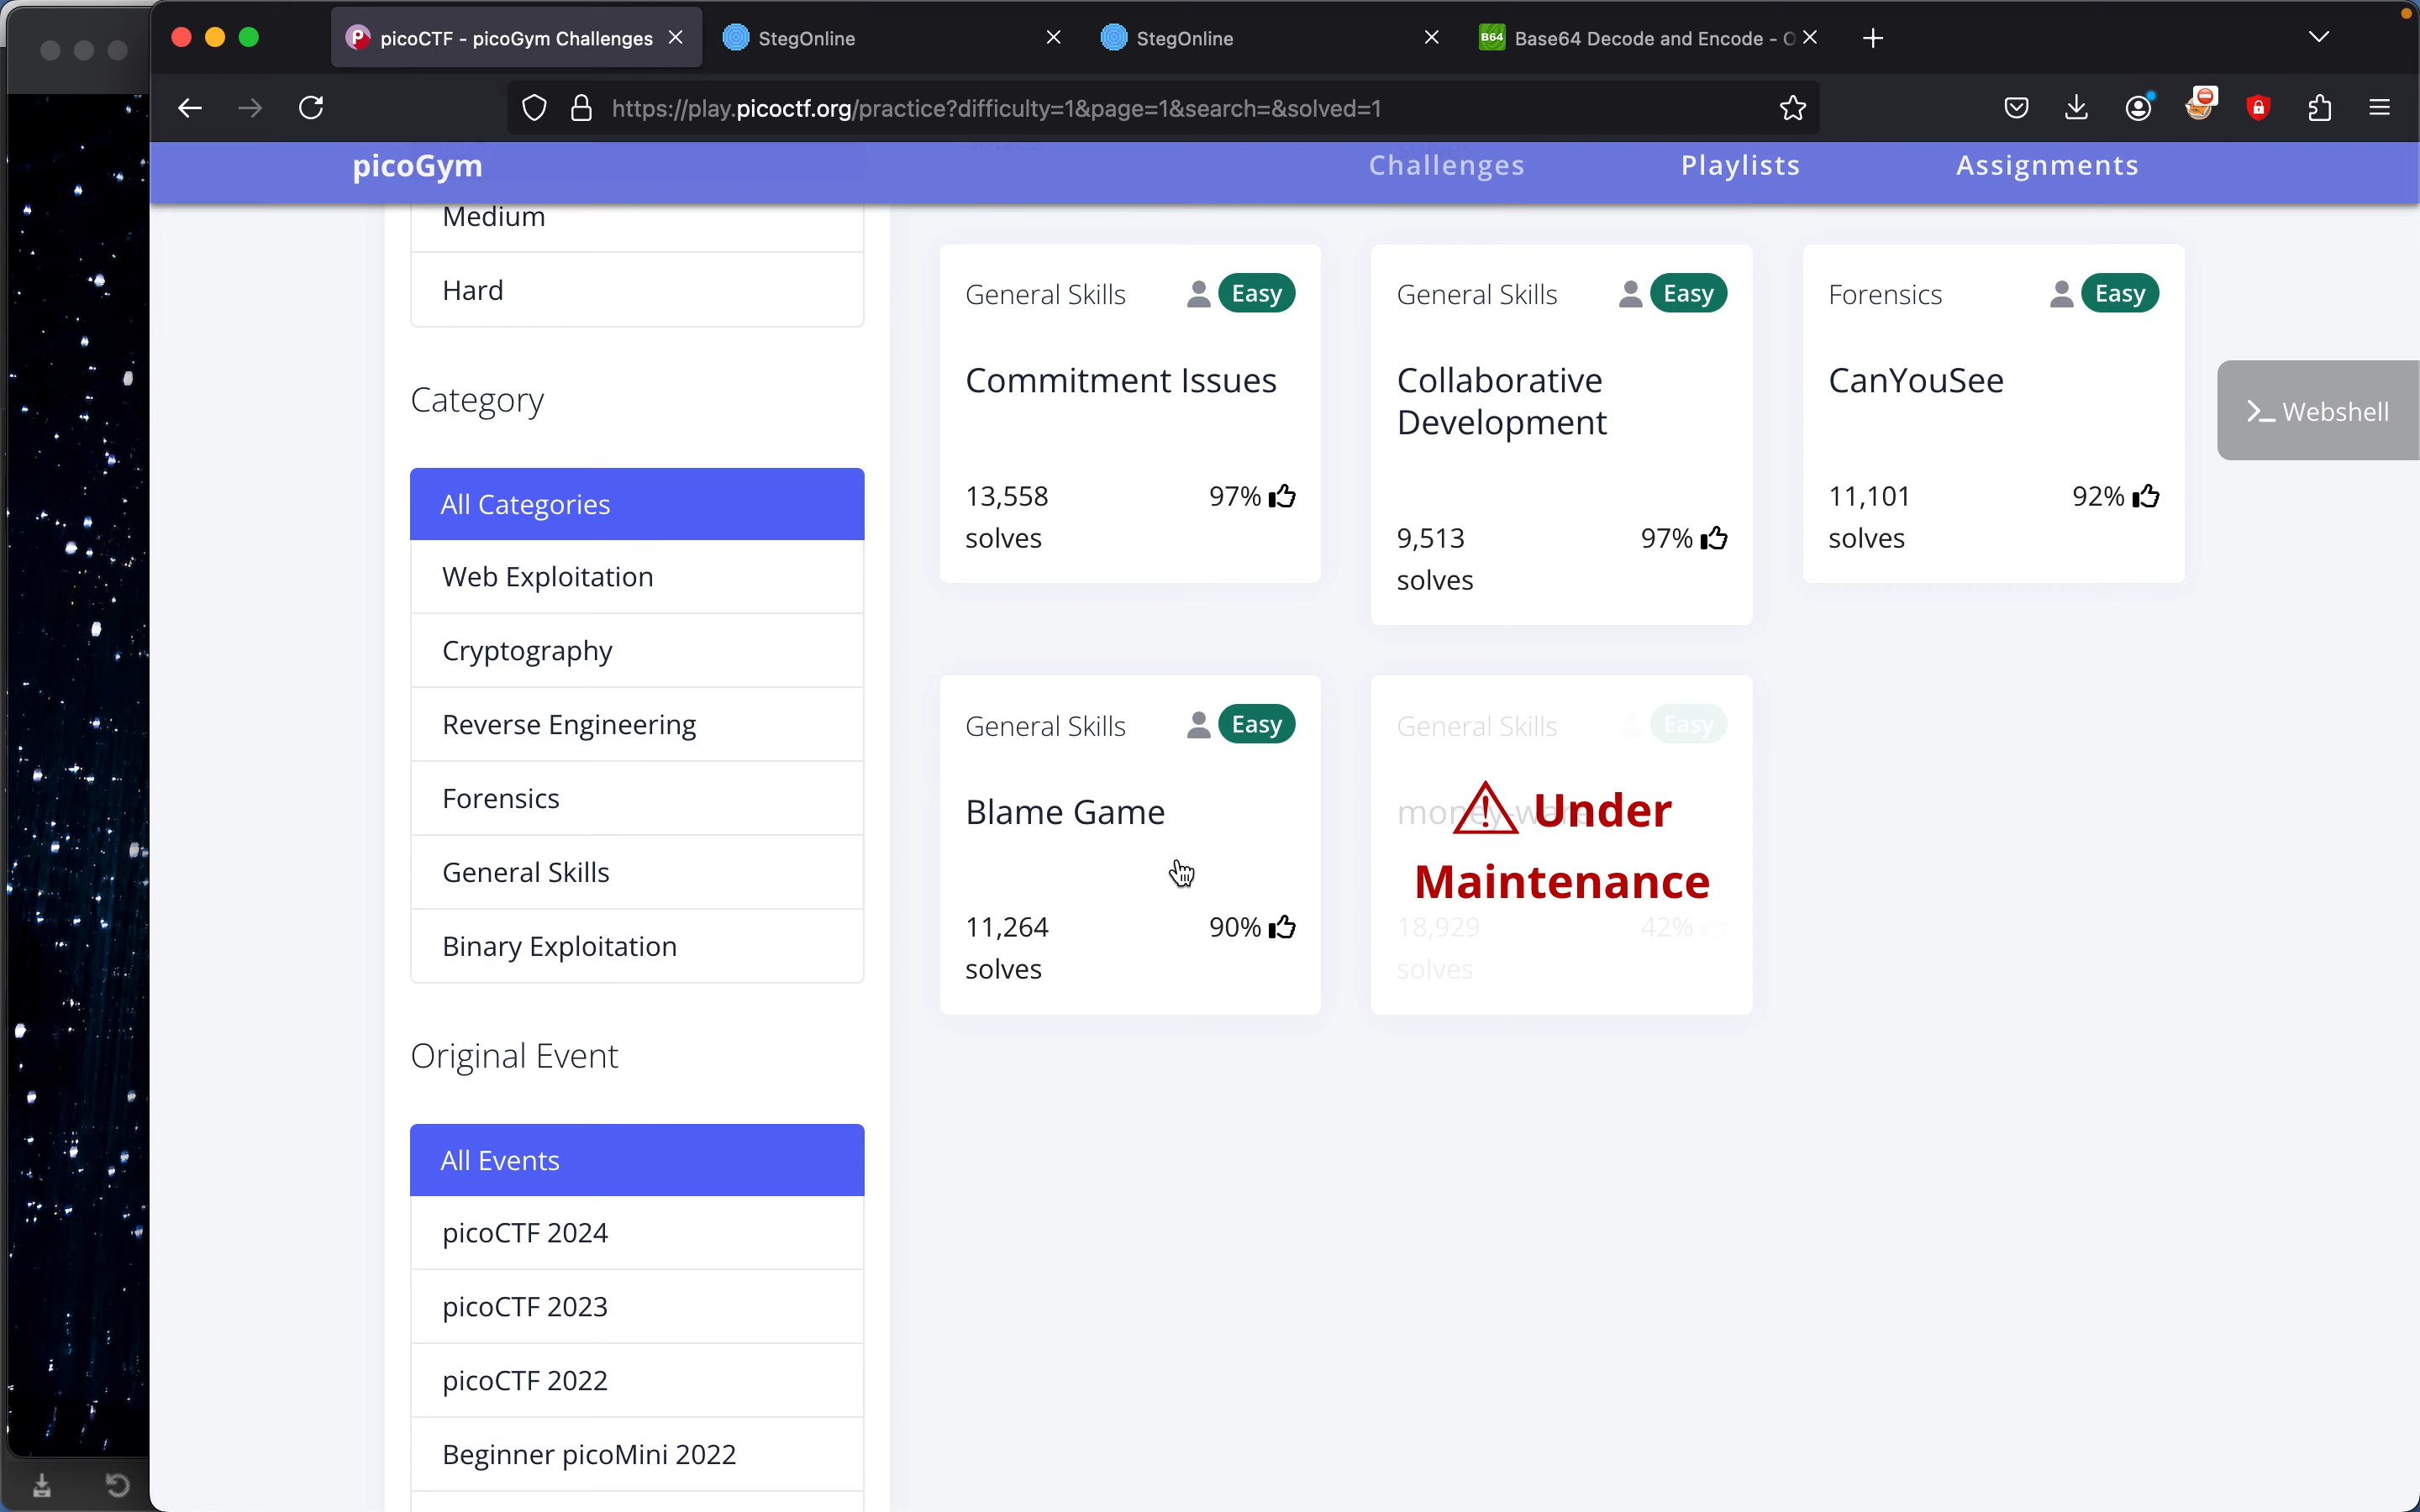 picoCTF - picoGym Challenges
StegOnline
StegOnline
B64
Base64 Decode and Encode -
https://play.picoctf.org/practice?difficulty=1&page=1&search=&solved=1
picoGym
Challenges
Playlists
Assignments
Medium
Hard
Category
All Categories
Web Exploitation
Cryptography
Reverse Engineering
Forensics
General Skills
Binary Exploitation
Original Event
All Events
picoCTF 2024
picoCTF 2023
picoCTF 2022
Beginner picoMini 2022
General Skills
Easy
Commitment Issues
13,558
solves
97%
General Skills
Easy
Collaborative
Development
9,513
solves
97%
Forensics
Easy
CanYouSee
11,101
solves
92%
>_ Webshell
General Skills
Easy
Blame Game
11,264
solves
90%
General Skills
Easy
Under
Maintenance
18,929
solves
42%